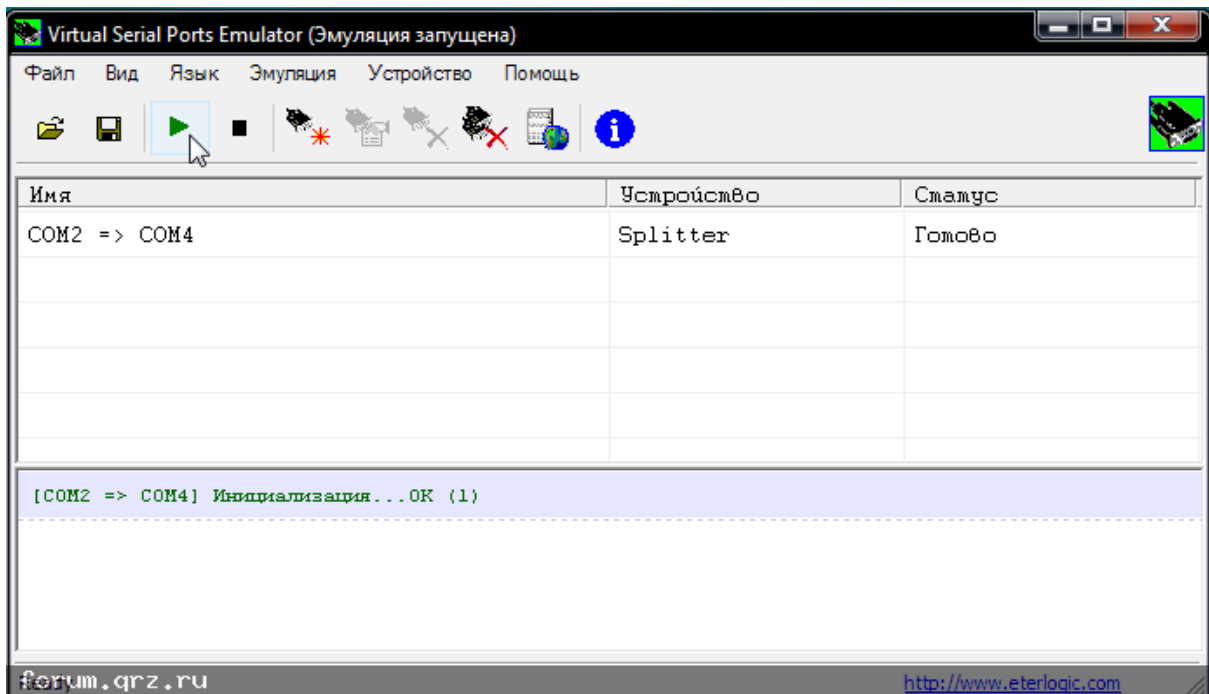 Virtual Serial Ports Emulator (Эмуляция запущена)
Файл Вид Язык Эмуляция Устройство Помощь
Имя Устройство Статус
COM2 => COM4 Splitter Готово
[COM2 => COM4] Инициализация...OK (1)
forum.qrz.ru http://www.eterlogic.com